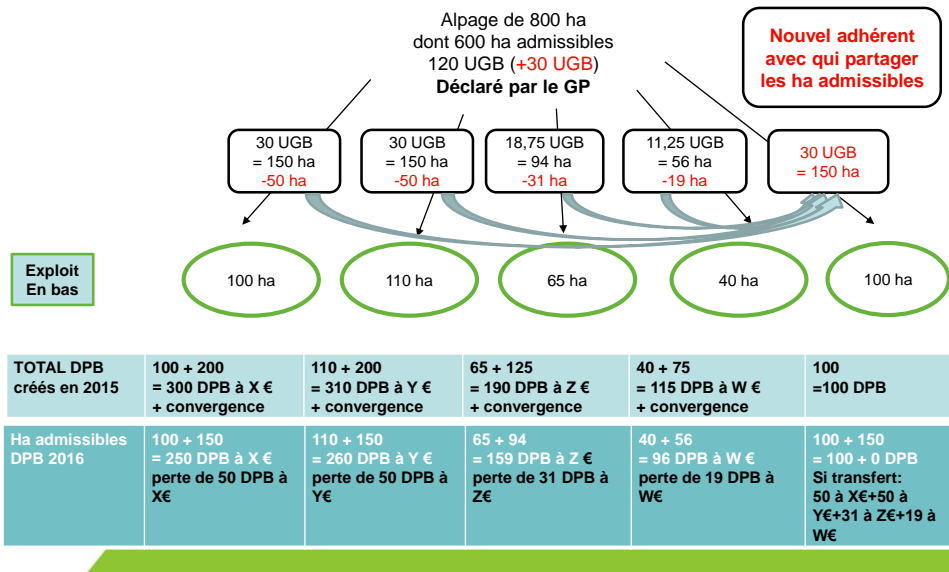 Alpage de 800 ha
dont 600 ha admissibles
120 UGB (+30 UGB)
Déclaré par le GP
Nouvel adhérent
avec qui partager
les ha admissibles
30 UGB
= 150 ha
-50 ha
30 UGB
= 150 ha
-50 ha
18,75 UGB
= 94 ha
-31 ha
11,25 UGB
= 56 ha
-19 ha
30 UGB
= 150 ha
Exploit
En bas
100 ha
110 ha
65 ha
40 ha
100 ha
TOTAL DPB
créés en 2015
100 + 200
= 300 DPB à X €
+ convergence
110 + 200
= 310 DPB à Y €
+ convergence
65 + 125
= 190 DPB à Z €
+ convergence
40 + 75
= 115 DPB à W €
+ convergence
100
=100 DPB
Ha admissibles
DPB 2016
100 + 150
= 250 DPB à X €
perte de 50 DPB à
X€
110 + 150
= 260 DPB à Y €
perte de 50 DPB à
Y€
65 + 94
= 159 DPB à Z €
perte de 31 DPB à
Z€
40 + 56
= 96 DPB à W €
perte de 19 DPB à
W€
100 + 150
= 100 + 0 DPB
Si transfert:
50 à X€+50 à
Y€+31 à Z€+19 à
W€